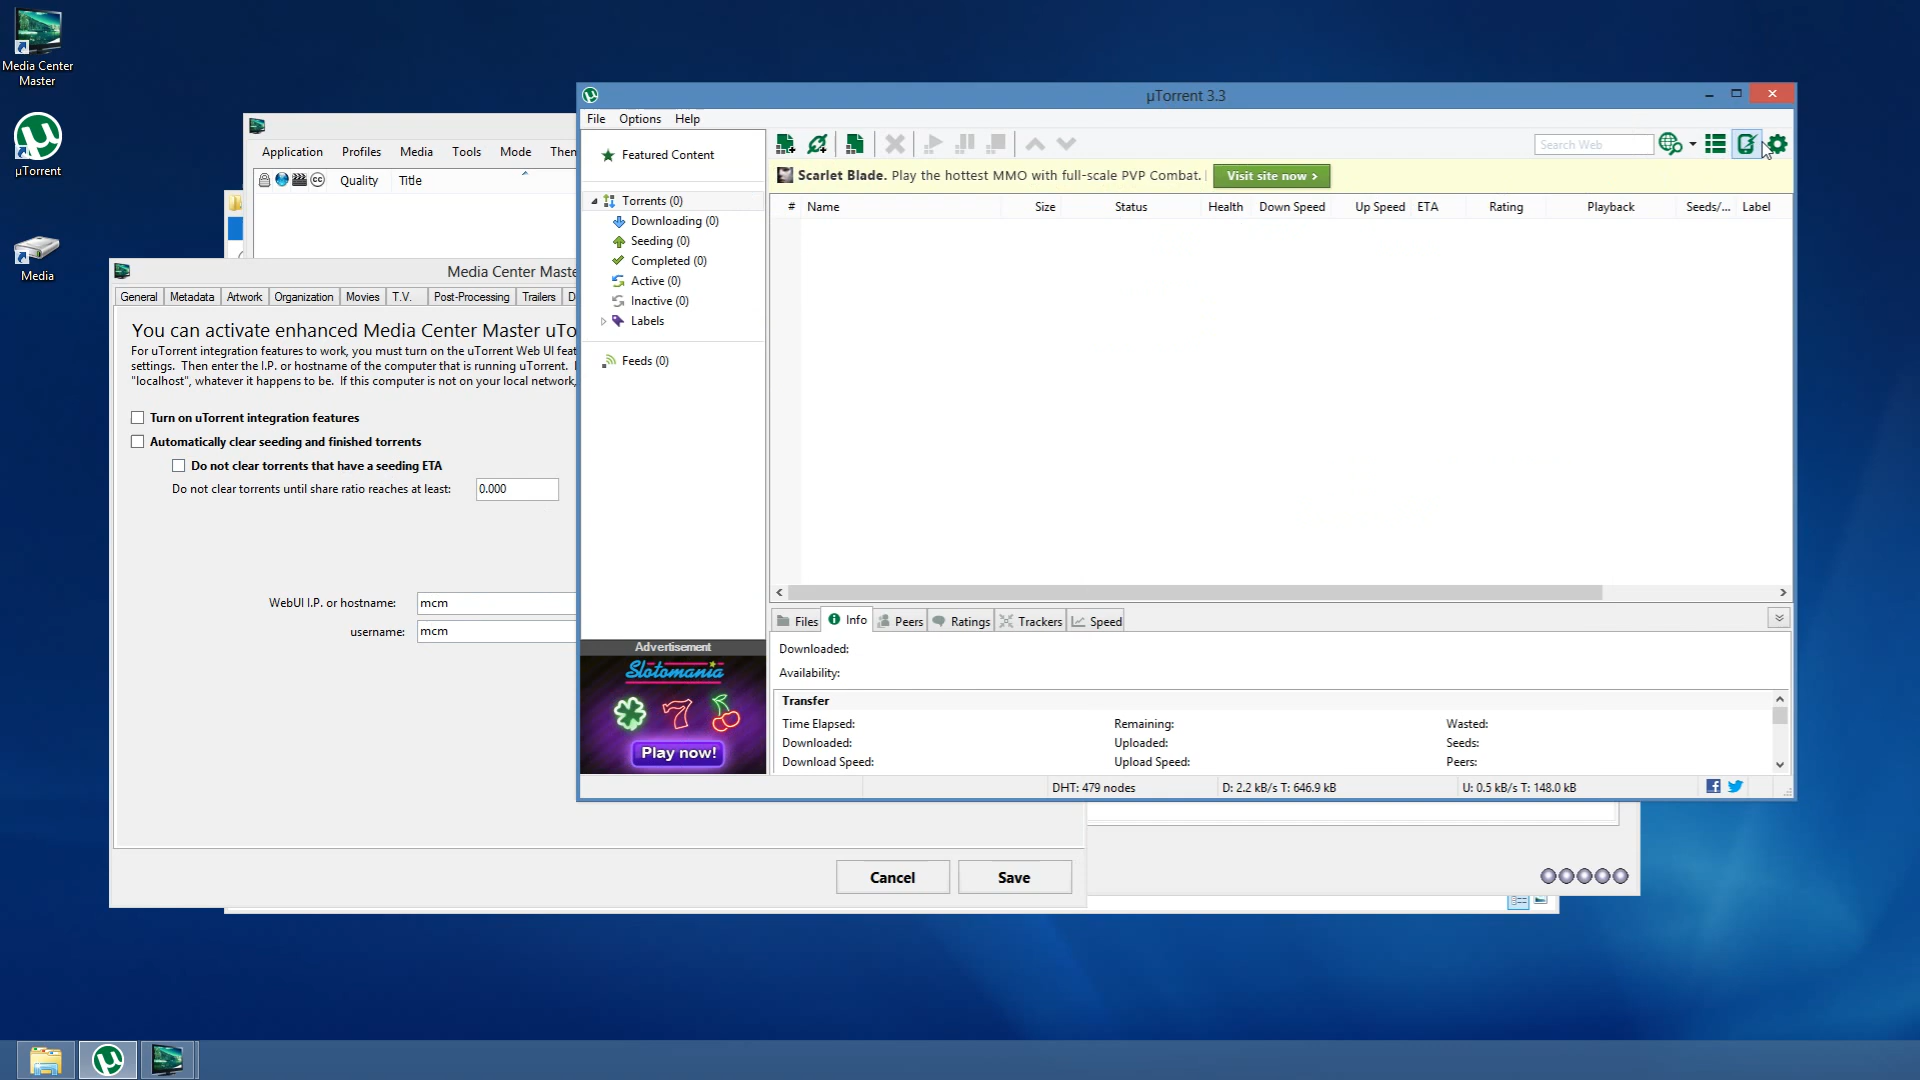 Media Center
Master
µTorrent
Media
Application Profiles Media Tools Mode
Quality Title
Media Center
General Metadata Artwork Organization Movies T.V. Post-Processing Trailers
You can activate enhanced Media Center Master
For uTorrent integration features to work, you must turn on the uTorrent Web UI
settings. Then enter the I.P. or hostname of the computer that is running uTorrent.
"localhost", whatever it happens to be. If this computer is not on your local network,
Turn on uTorrent integration features
Automatically clear seeding and finished torrents
Do not clear torrents that have a seeding ETA
Do not clear torrents until share ratio reaches at least: 0.000
WebUI I.P. or hostname: mcm
username: mcm
Cancel Save
µTorrent 3.3
File Options Help
Search Web
Featured Content
Torrents (0)
Downloading (0)
Seeding (0)
Completed (0)
Active (0)
Inactive (0)
Labels
Feeds (0)
Scarlet Blade. Play the hottest MMO with full-scale PVP Combat. | Visit site now ›
# Name Size Status Health Down Speed Up Speed ETA Rating Playback Seeds/... Label
Advertisement
Slotomania
7
Play now!
Files Info Peers Ratings Trackers Speed
Downloaded:
Availability:
Transfer
Time Elapsed: Remaining: Wasted:
Downloaded: Uploaded: Seeds:
Download Speed: Upload Speed: Peers:
DHT: 479 nodes D: 2.2 kB/s T: 646.9 kB U: 0.5 kB/s T: 148.0 kB